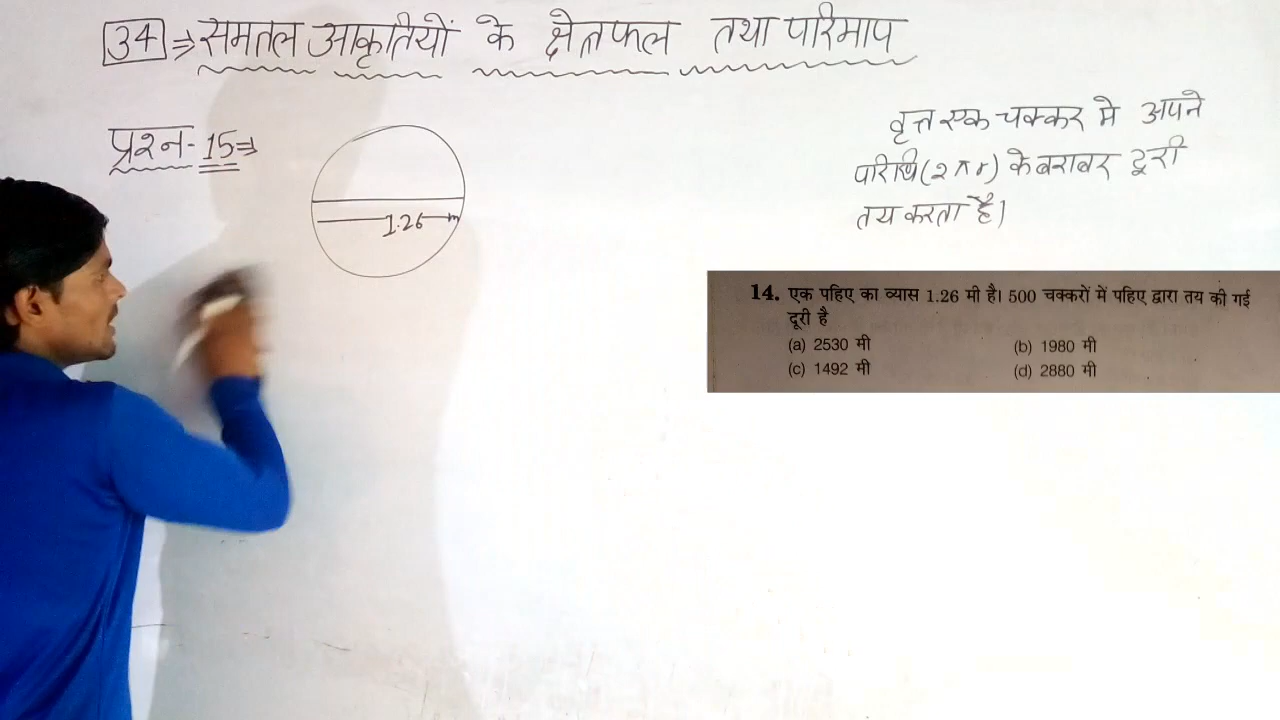 34 ⇒ समतल आकृतियों के क्षेतफल तथा परिमाप
प्रश्न - 15 ⇒
1.26 m
वृत्त एक चक्कर मे अपने
परिधि (2πr) के बराबर दूरी
तय करता है।
14. एक पहिए का व्यास 1.26 मी है। 500 चक्करों में पहिए द्वारा तय की गई
दूरी है
(a) 2530 मी (b) 1980 मी
(c) 1492 मी (d) 2880 मी